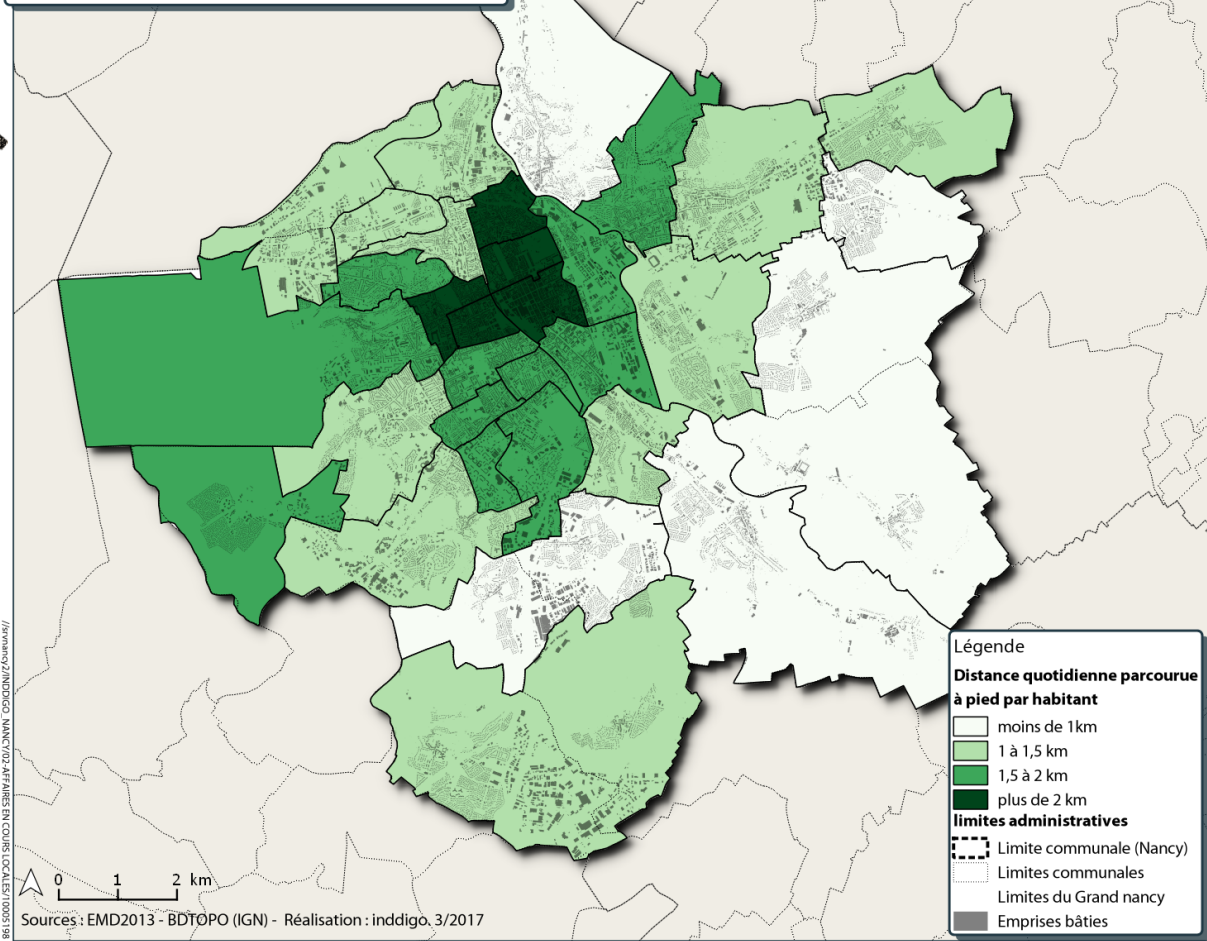 //srvnancy2/INDDIGO_NANCY/02-AFFAIRES EN COURS LOCALES/10005198
Légende
Distance quotidienne parcourue
à pied par habitant
moins de 1km
1 à 1,5 km
1,5 à 2 km
plus de 2 km
limites administratives
Limite communale (Nancy)
Limites communales
Limites du Grand nancy
Emprises bâties
0 1 2 km
Sources : EMD2013 - BDTOPO (IGN) - Réalisation : inddigo. 3/2017